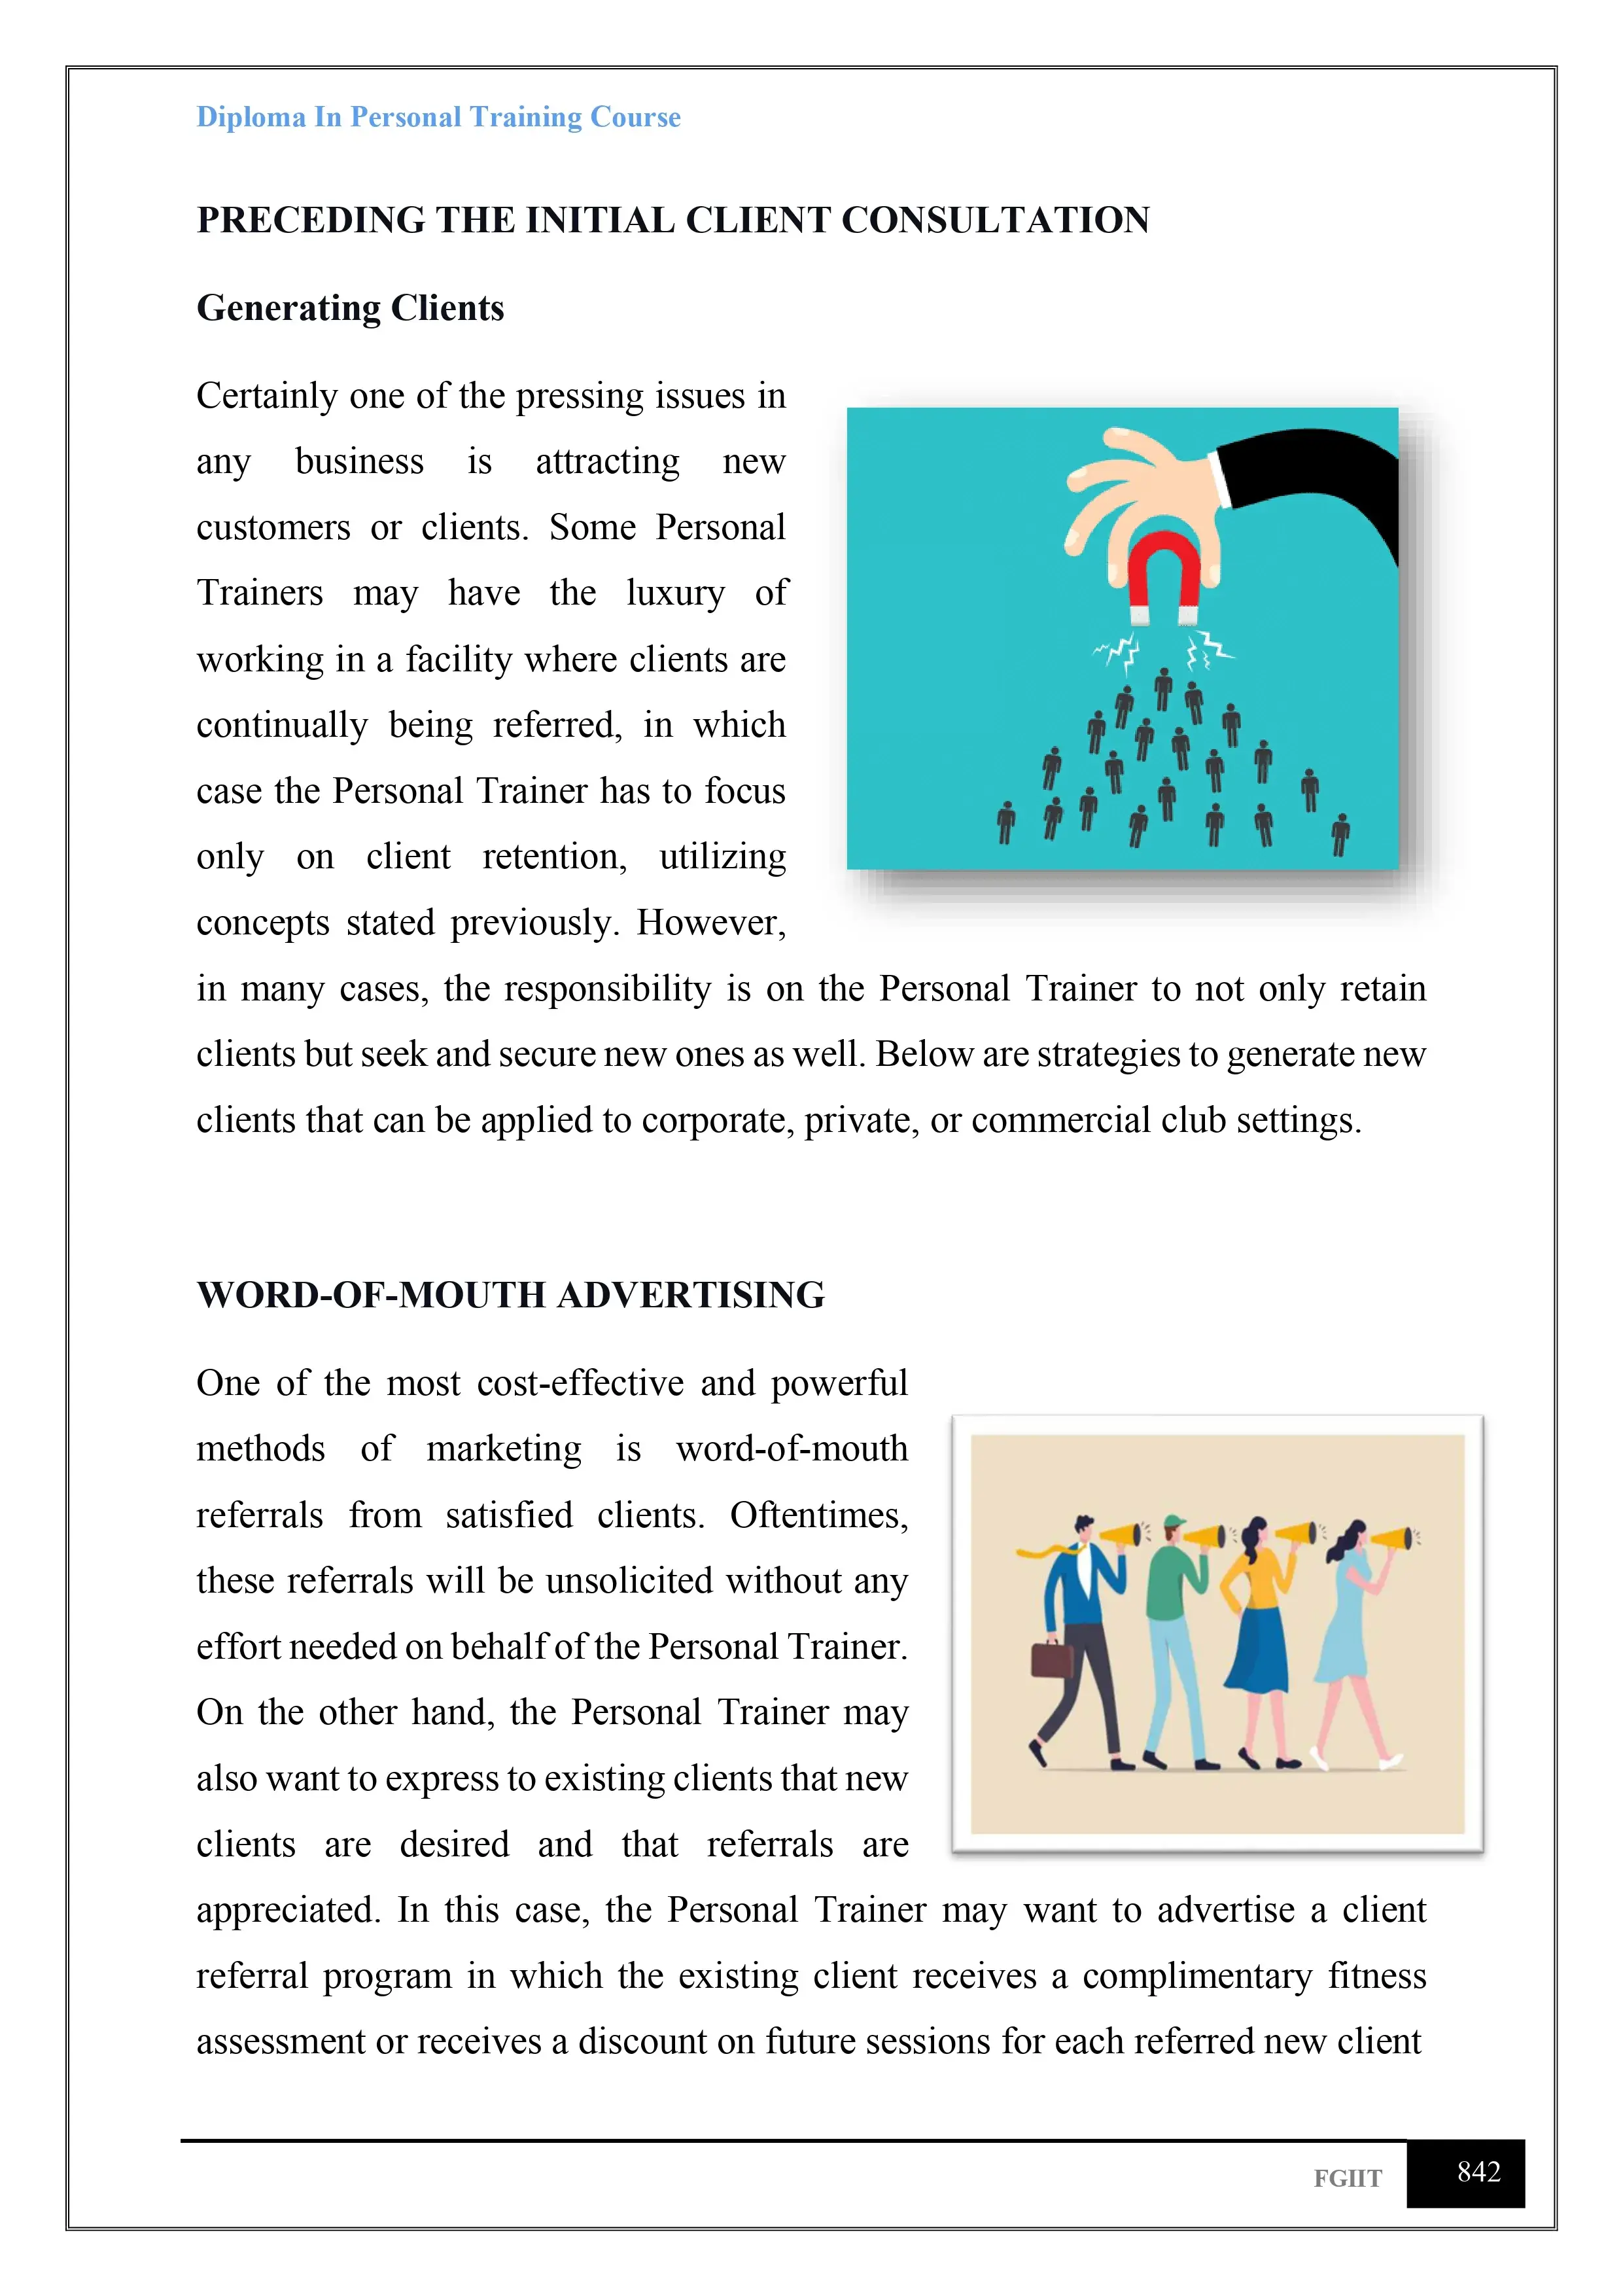 Diploma In Personal Training Course
PRECEDING THE INITIAL CLIENT CONSULTATION
Generating Clients
Certainly one of the pressing issues in
any business is attracting new
customers or clients. Some Personal
Trainers may have the luxury of
working in a facility where clients are
continually being referred, in which
case the Personal Trainer has to focus
only on client retention, utilizing
concepts stated previously. However,
in many cases, the responsibility is on the Personal Trainer to not only retain
clients but seek and secure new ones as well. Below are strategies to generate new
clients that can be applied to corporate, private, or commercial club settings.
WORD-OF-MOUTH ADVERTISING
One of the most cost-effective and powerful
methods of marketing is word-of-mouth
referrals from satisfied clients. Oftentimes,
these referrals will be unsolicited without any
effort needed on behalf of the Personal Trainer.
On the other hand, the Personal Trainer may
also want to express to existing clients that new
clients are desired and that referrals are
appreciated. In this case, the Personal Trainer may want to advertise a client
referral program in which the existing client receives a complimentary fitness
assessment or receives a discount on future sessions for each referred new client
FGIIT
842